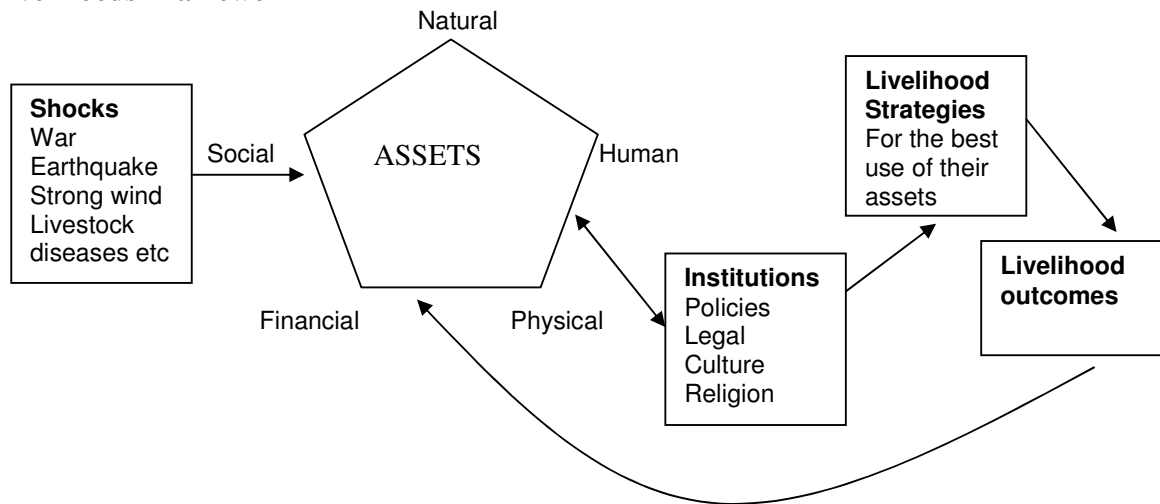 Natural
Shocks
War
Earthquake
Strong wind
Livestock
diseases etc
Social
ASSETS
Human
Financial
Physical
Institutions
Policies
Legal
Culture
Religion
Livelihood
Strategies
For the best
use of their
assets
Livelihood
outcomes